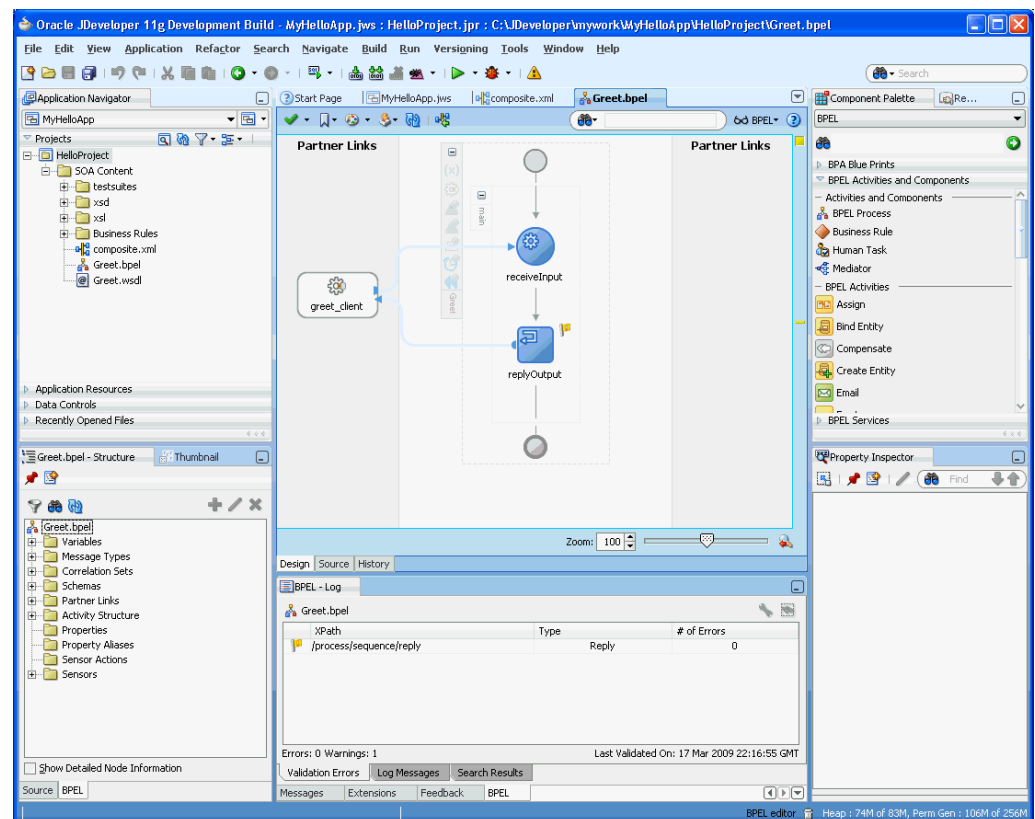 Oracle JDeveloper 11g Development Build - MyHelloApp.jws : HelloProject.jpr : C:\JDeveloper\mywork\MyHelloApp\HelloProject\Greet.bpel
File Edit View Application Refactor Search Navigate Build Run Versioning Tools Window Help
Search
Application Navigator
MyHelloApp
Projects
HelloProject
SOA Content
testsuites
xsd
xsl
Business Rules
composite.xml
Greet.bpel
Greet.wsdl
Application Resources
Data Controls
Recently Opened Files
Greet.bpel - Structure Thumbnail
Greet.bpel
Variables
Message Types
Correlation Sets
Schemas
Partner Links
Activity Structure
Properties
Property Aliases
Sensor Actions
Sensors
Show Detailed Node Information
Source BPEL
Start Page MyHelloApp.jws composite.xml Greet.bpel
BPEL
Partner Links
Partner Links
(x)
main
Greet
greet_client
receiveInput
replyOutput
Zoom: 100
Design Source History
BPEL - Log
Greet.bpel
XPath Type # of Errors
/process/sequence/reply Reply 0
Errors: 0 Warnings: 1 Last Validated On: 17 Mar 2009 22:16:55 GMT
Validation Errors Log Messages Search Results
Messages Extensions Feedback BPEL
Component Palette Re...
BPEL
BPA Blue Prints
BPEL Activities and Components
Activities and Components
BPEL Process
Business Rule
Human Task
Mediator
BPEL Activities
Assign
Bind Entity
Compensate
Create Entity
Email
BPEL Services
Property Inspector
Find
BPEL editor Heap : 74M of 83M, Perm Gen : 106M of 256M